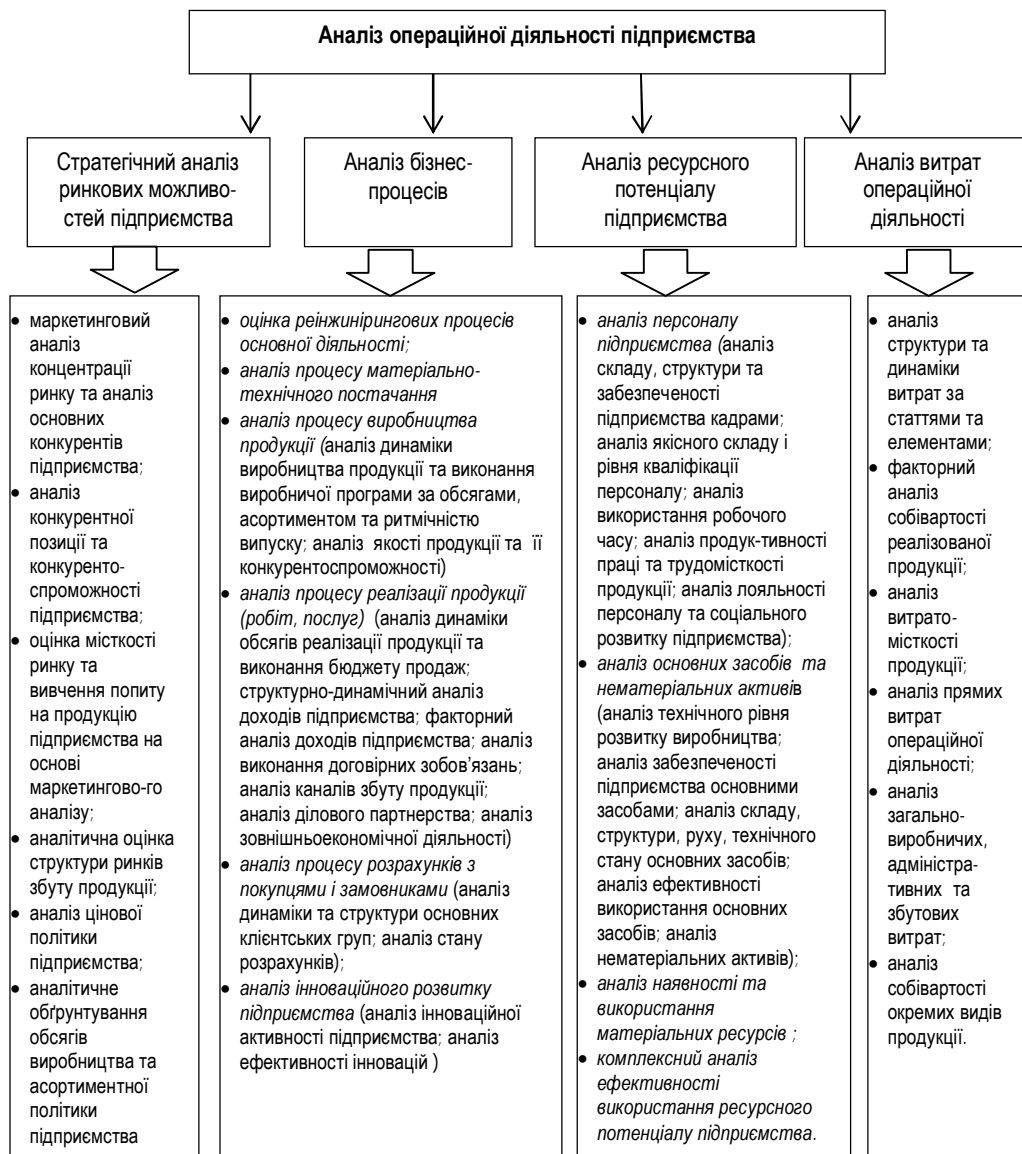 Аналіз операційної діяльності підприємства
Стратегічний аналіз
ринкових можливо-
стей підприємства
Аналіз бізнес-
процесів
Аналіз ресурсного
потенціалу
підприємства
Аналіз витрат
операційної
діяльності
• маркетинговий
аналіз
концентрації
ринку та аналіз
основних
конкурентів
підприємства;
• аналіз
конкурентної
позиції та
конкуренто-
спроможності
підприємства;
• оцінка місткості
ринку та
вивчення попиту
на продукцію
підприємства на
основі
маркетингово-го
аналізу;
• аналітична оцінка
структури ринків
збуту продукції;
• аналіз цінової
політики
підприємства;
• аналітичне
обґрунтування
обсягів
виробництва та
асортиментної
політики
підприємства
• оцінка реінжинірингових процесів
основної діяльності;
• аналіз процесу матеріально-
технічного постачання
• аналіз процесу виробництва
продукції (аналіз динаміки
виробництва продукції та виконання
виробничої програми за обсягами,
асортиментом та ритмічністю
випуску; аналіз якості продукції та її
конкурентоспроможності)
• аналіз процесу реалізації продукції
(робіт, послуг) (аналіз динаміки
обсягів реалізації продукції та
виконання бюджету продаж;
структурно-динамічний аналіз
доходів підприємства; факторний
аналіз доходів підприємства; аналіз
виконання договірних зобов’язань;
аналіз каналів збуту продукції;
аналіз ділового партнерства; аналіз
зовнішньоекономічної діяльності)
• аналіз процесу розрахунків з
покупцями і замовниками (аналіз
динаміки та структури основних
клієнтських груп; аналіз стану
розрахунків);
• аналіз інноваційного розвитку
підприємства (аналіз інноваційної
активності підприємства; аналіз
ефективності інновацій )
• аналіз персоналу
підприємства (аналіз
складу, структури та
забезпеченості
підприємства кадрами;
аналіз якісного складу і
рівня кваліфікації
персоналу; аналіз
використання робочого
часу; аналіз продук-тивності
праці та трудомісткості
продукції; аналіз лояльності
персоналу та соціального
розвитку підприємства);
• аналіз основних засобів та
нематеріальних активів
(аналіз технічного рівня
розвитку виробництва;
аналіз забезпеченості
підприємства основними
засобами; аналіз складу,
структури, руху, технічного
стану основних засобів;
аналіз ефективності
використання основних
засобів; аналіз
нематеріальних активів);
• аналіз наявності та
використання
матеріальних ресурсів ;
• комплексний аналіз
ефективності
використання ресурсного
потенціалу підприємства.
• аналіз
структури та
динаміки
витрат за
статтями та
елементами;
• факторний
аналіз
собівартості
реалізованої
продукції;
• аналіз
витрато-
місткості
продукції;
• аналіз прямих
витрат
операційної
діяльності;
• аналіз
загально-
виробничих,
адміністра-
тивних та
збутових
витрат;
• аналіз
собівартості
окремих видів
продукції.